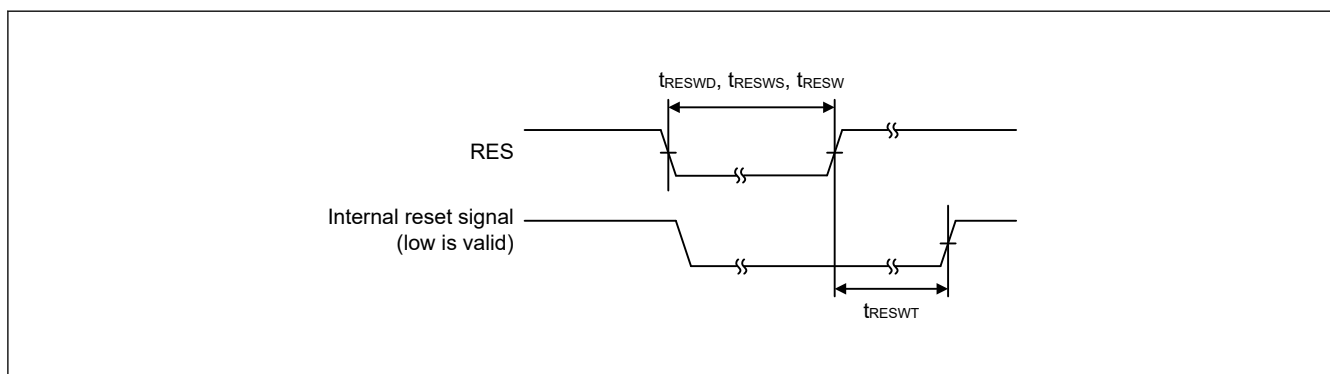 tRESWD, tRESWS, tRESW
RES
Internal reset signal
(low is valid)
tRESWT